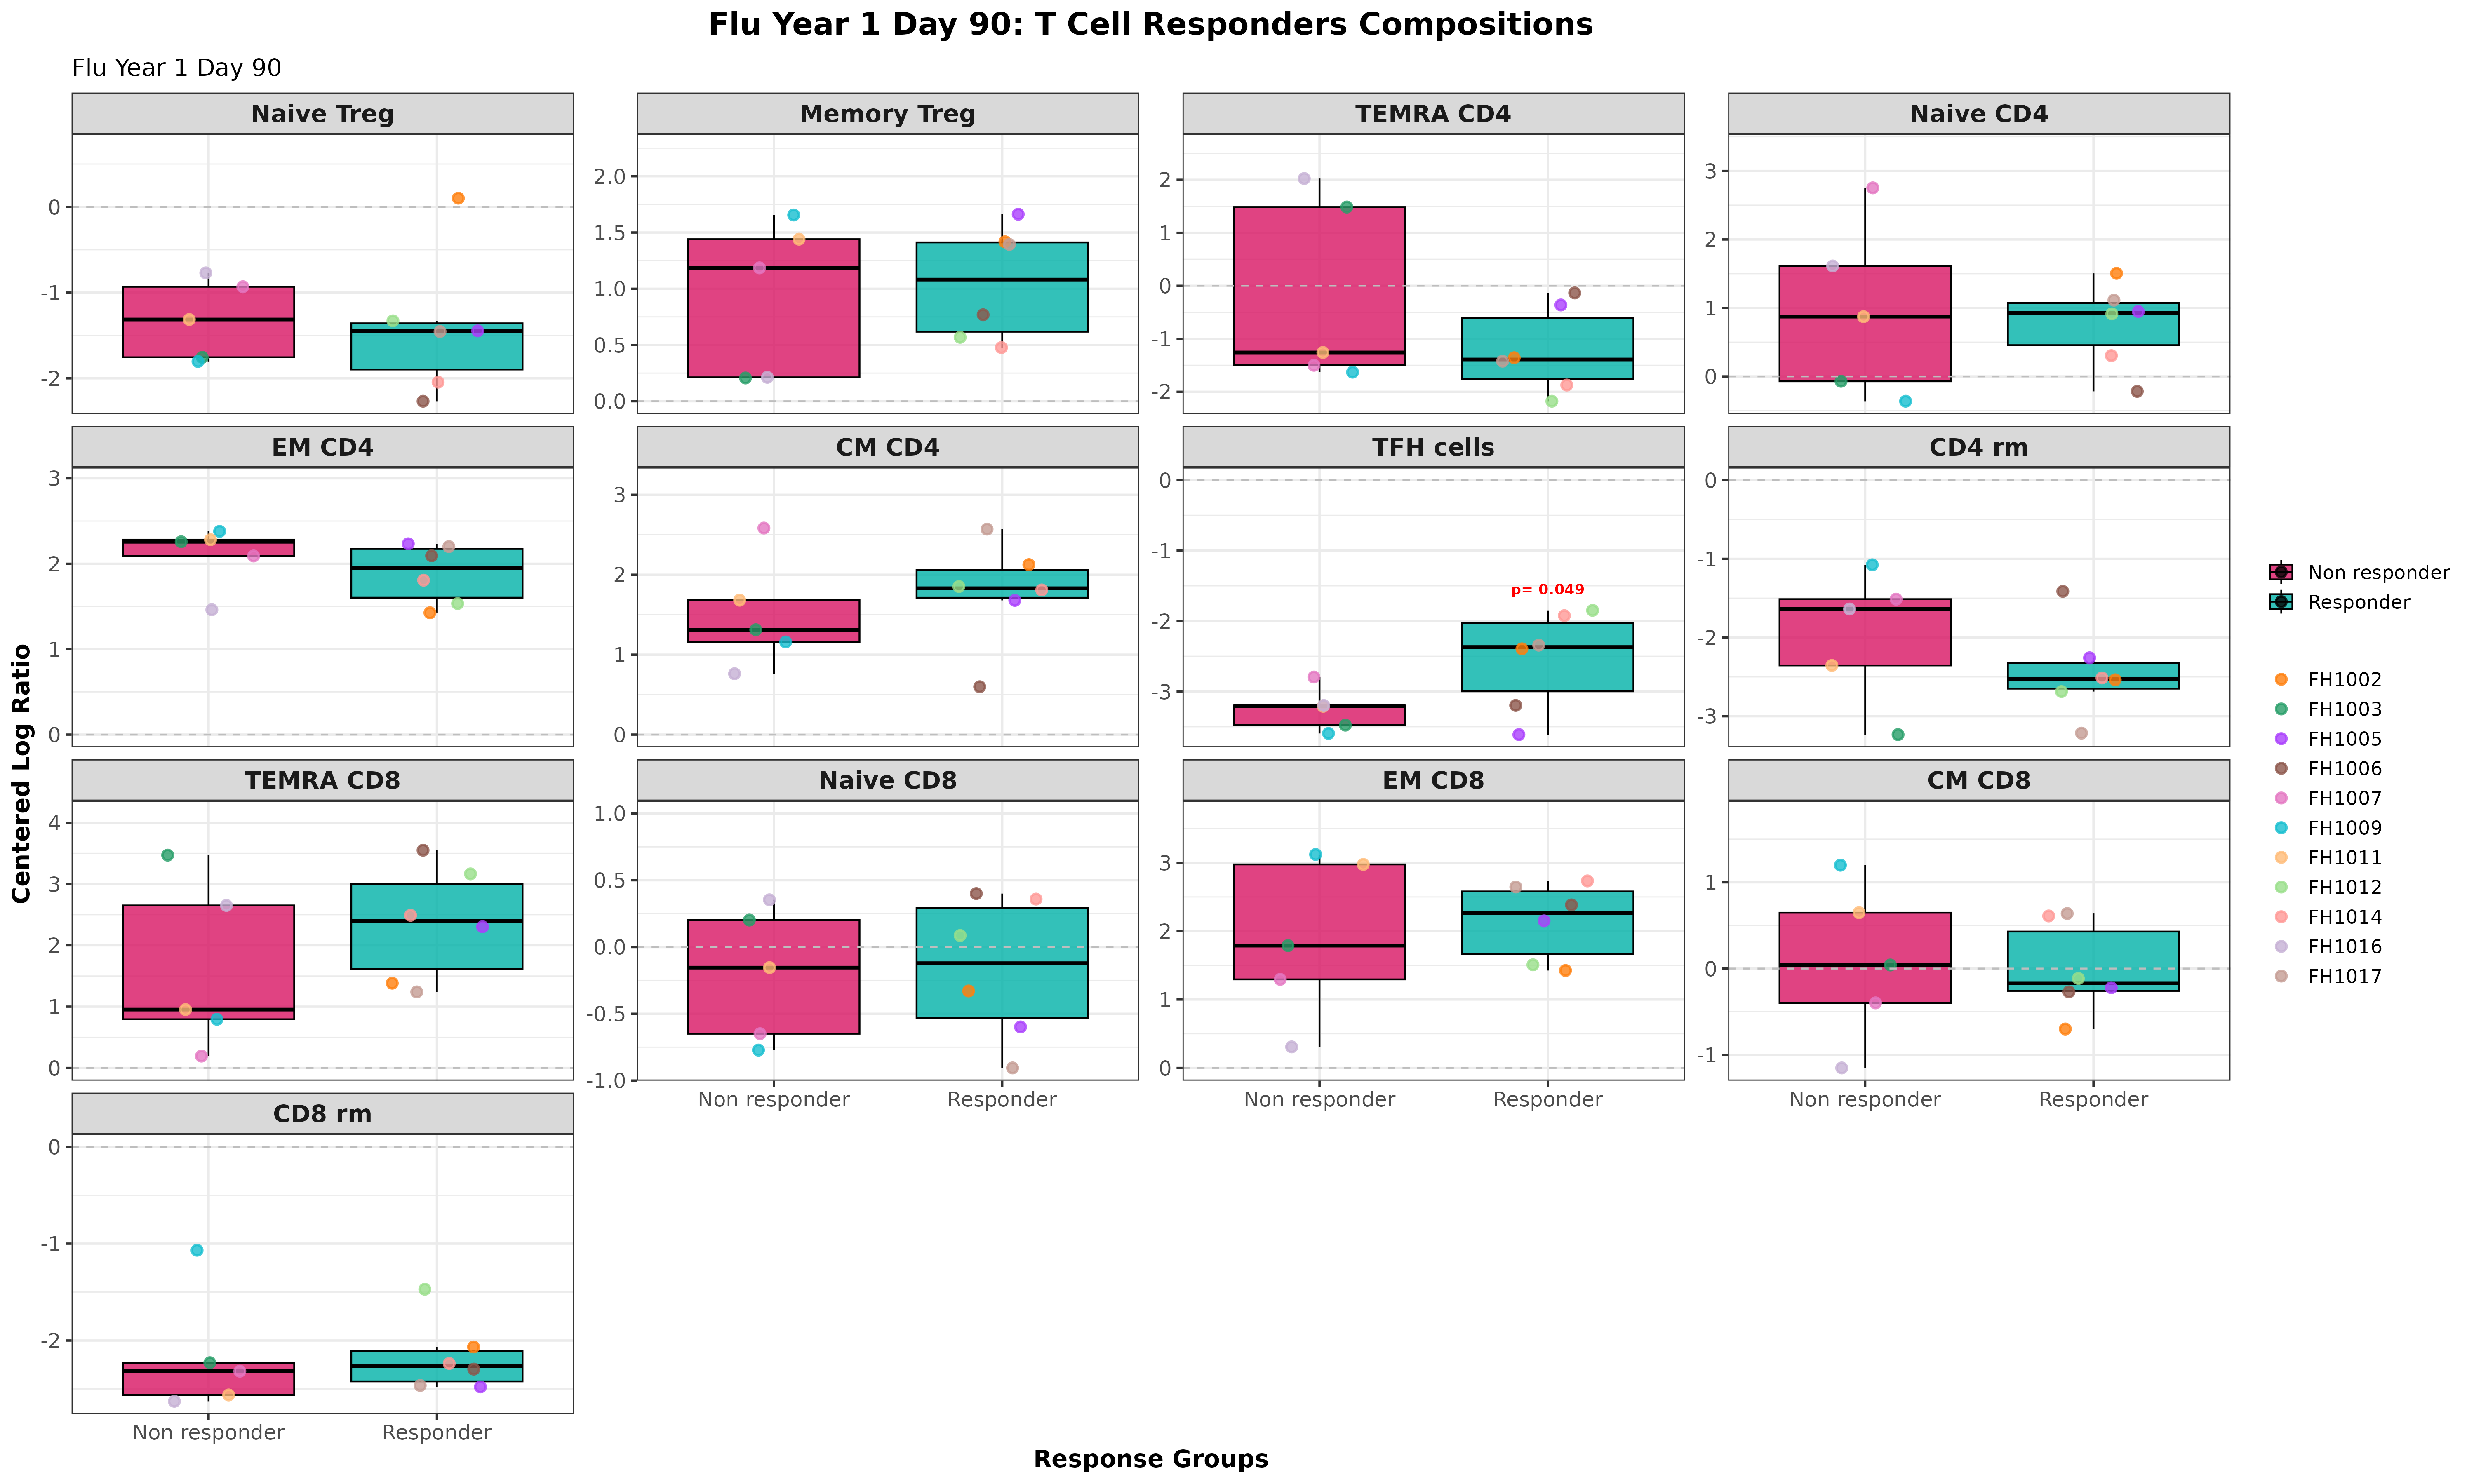 Flu Year 1 Day 90: T Cell Responders Compositions
Flu Year 1 Day 90
Centered Log Ratio
Naive Treg
0
-1
-2
Memory Treg
2.0
1.5
1.0
0.5
0.0
TEMRA CD4
2
1
0
-1
-2
Naive CD4
3
2
1
0
EM CD4
3
2
1
0
CM CD4
3
2
1
0
TFH cells
0
-1
-2
-3
p= 0.049
CD4 rm
0
-1
-2
-3
TEMRA CD8
4
3
2
1
0
Naive CD8
1.0
0.5
0.0
-0.5
-1.0
Non responder Responder
EM CD8
3
2
1
0
Non responder Responder
CM CD8
1
0
-1
Non responder Responder
CD8 rm
0
-1
-2
Non responder Responder
Response Groups
Non responder
Responder
FH1002
FH1003
FH1005
FH1006
FH1007
FH1009
FH1011
FH1012
FH1014
FH1016
FH1017